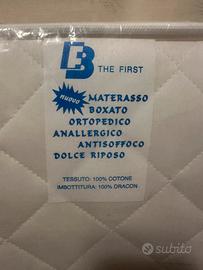 B THE FIRST
nuovo MATERASSO
BOXATO
ORTOPEDICO
ANALLERGICO
ANTISOFFOCO
DOLCE RIPOSO
TESSUTO: 100% COTONE
IMBOTTITURA: 100% DRACON
subito